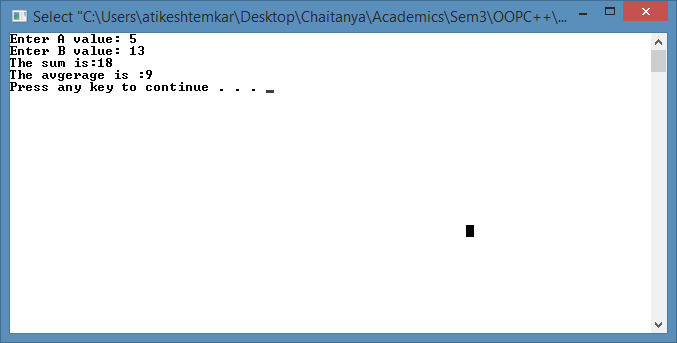 Select "C:\Users\atikeshtemkar\Desktop\Chaitanya\Academics\Sem3\OOPC++\...
Enter A value: 5
Enter B value: 13
The sum is:18
The avgerage is :9
Press any key to continue . . . _